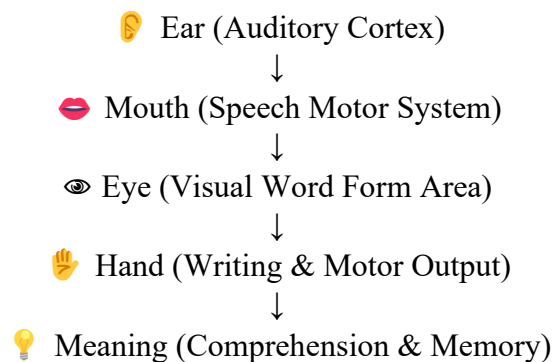 👂 Ear (Auditory Cortex)
↓
👄 Mouth (Speech Motor System)
↓
👁 Eye (Visual Word Form Area)
↓
✋ Hand (Writing & Motor Output)
↓
💡 Meaning (Comprehension & Memory)